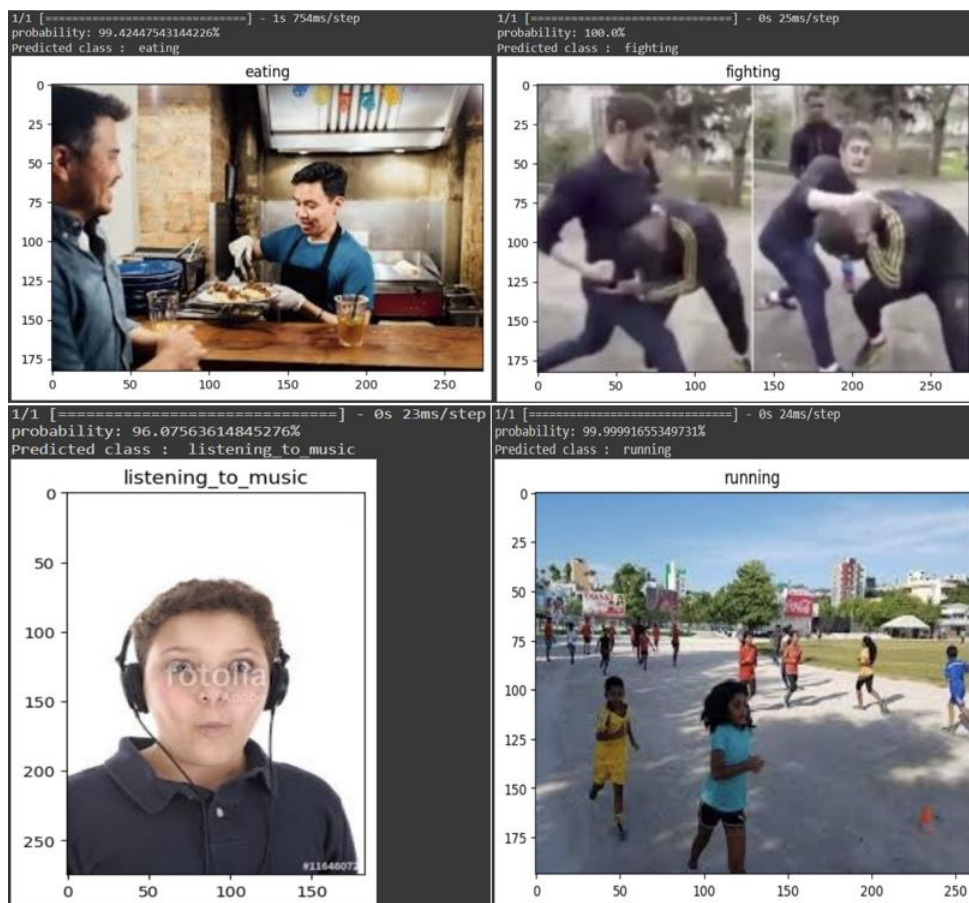 1/1 [==============================] - 1s 754ms/step
probability: 99.42447543144226%
Predicted class :  eating
eating
0
25
50
75
100
125
150
175
0 50 100 150 200 250
1/1 [==============================] - 0s 25ms/step
probability: 100.0%
Predicted class :  fighting
fighting
0
25
50
75
100
125
150
175
0 50 100 150 200 250
1/1 [==============================] - 0s 23ms/step
probability: 96.07563614845276%
Predicted class :  listening_to_music
listening_to_music
0
50
100
150
200
250
fotolia
Adobe
#11646072
0 50 100 150
1/1 [==============================] - 0s 24ms/step
probability: 99.99991655349731%
Predicted class :  running
running
0
25
50
75
100
125
150
175
Coca-Cola
0 50 100 150 200 250